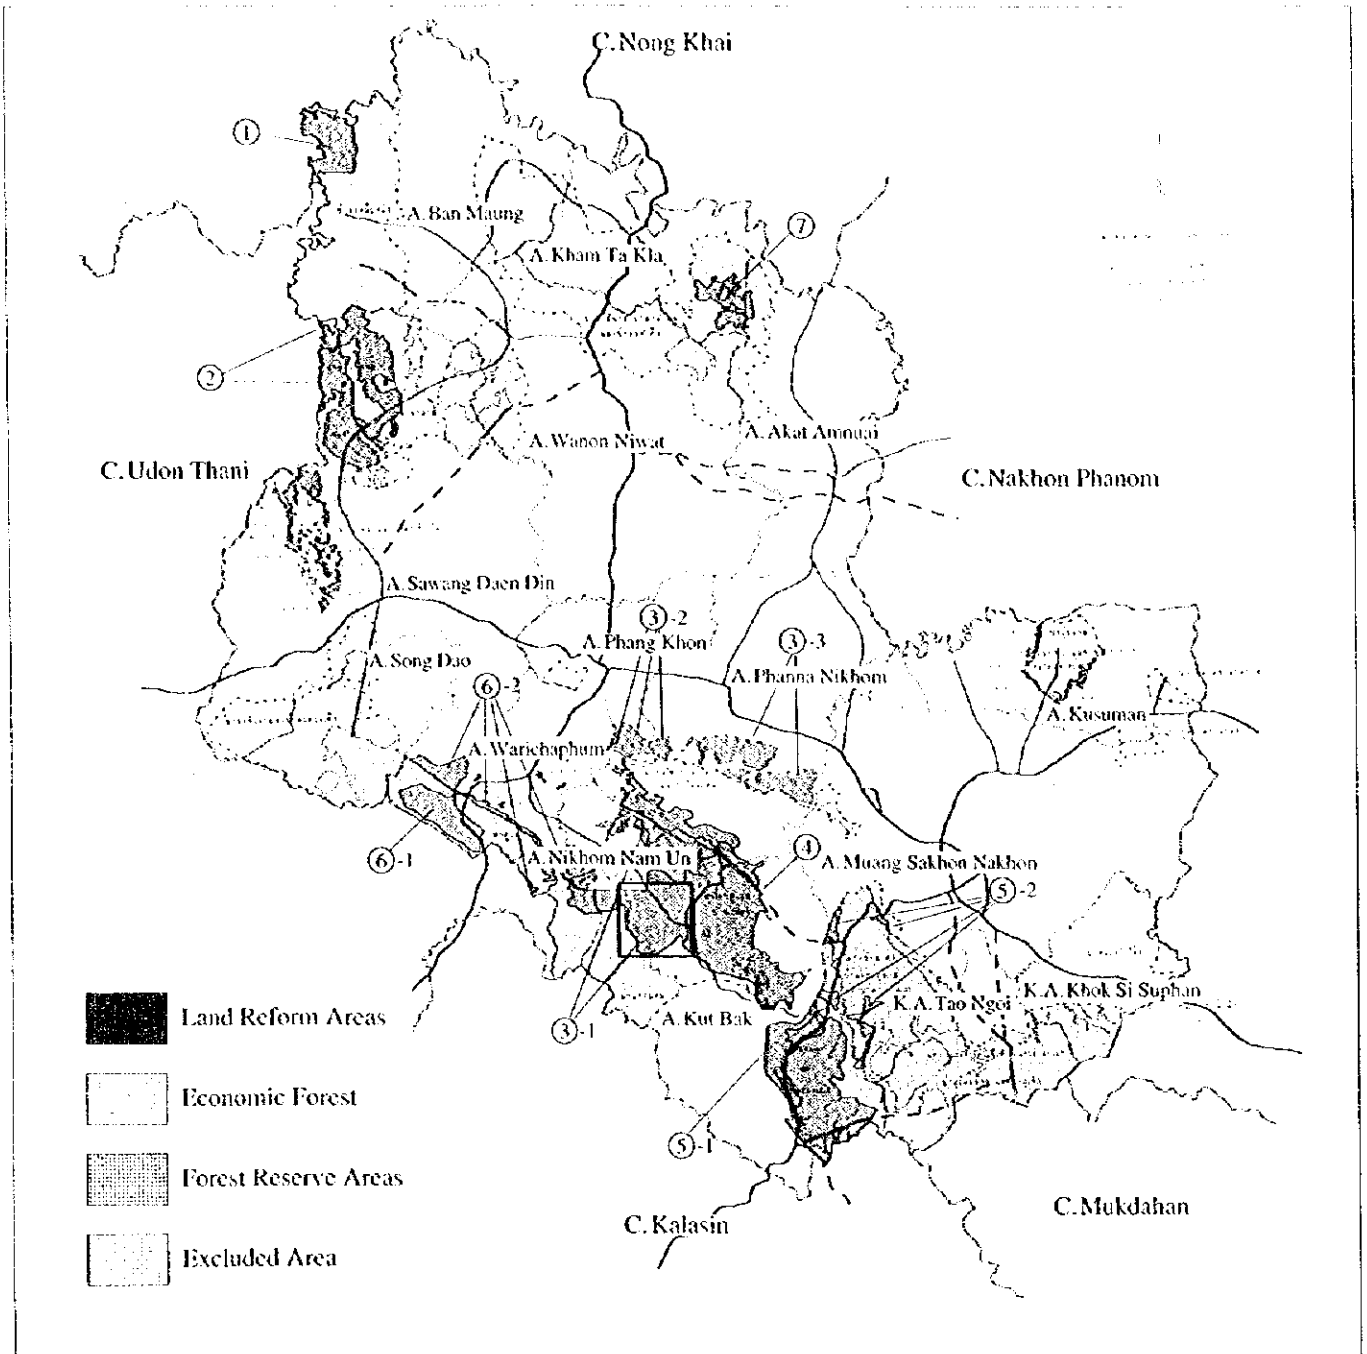 C.Nong Khai
①
A.Ban Maung
⑦
A.Kham Ta Kla
②
A.Wanon Niwat
A.Akat Amnuai
C.Udon Thani
C.Nakhon Phanom
A.Sawang Daen Din
③-2
A.Phang Khon
③-3
A.Song Dao
⑥-2
A.Phanna Nikhom
A.Kusuman
A.Warichaphum
⑥-1
A.Nikhom Nam Un
④
A.Muang Sakhon Nakhon
⑤-2
K.A.Khok Si Suphan
K.A.Tao Ngoi
③-1
A.Kut Bak
Land Reform Areas
Economic Forest
⑤-1
Forest Reserve Areas
C.Mukdahan
C.Kalasin
Excluded Area